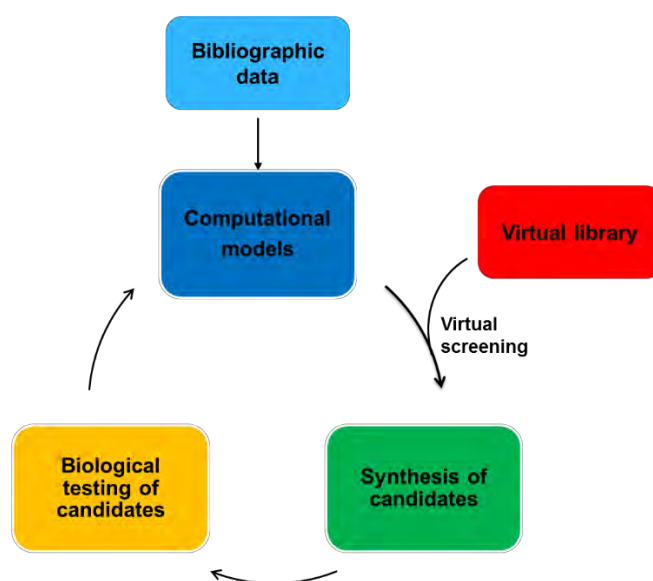 Bibliographic
data
Computational
models
Virtual library
Virtual
screening
Biological
testing of
candidates
Synthesis of
candidates